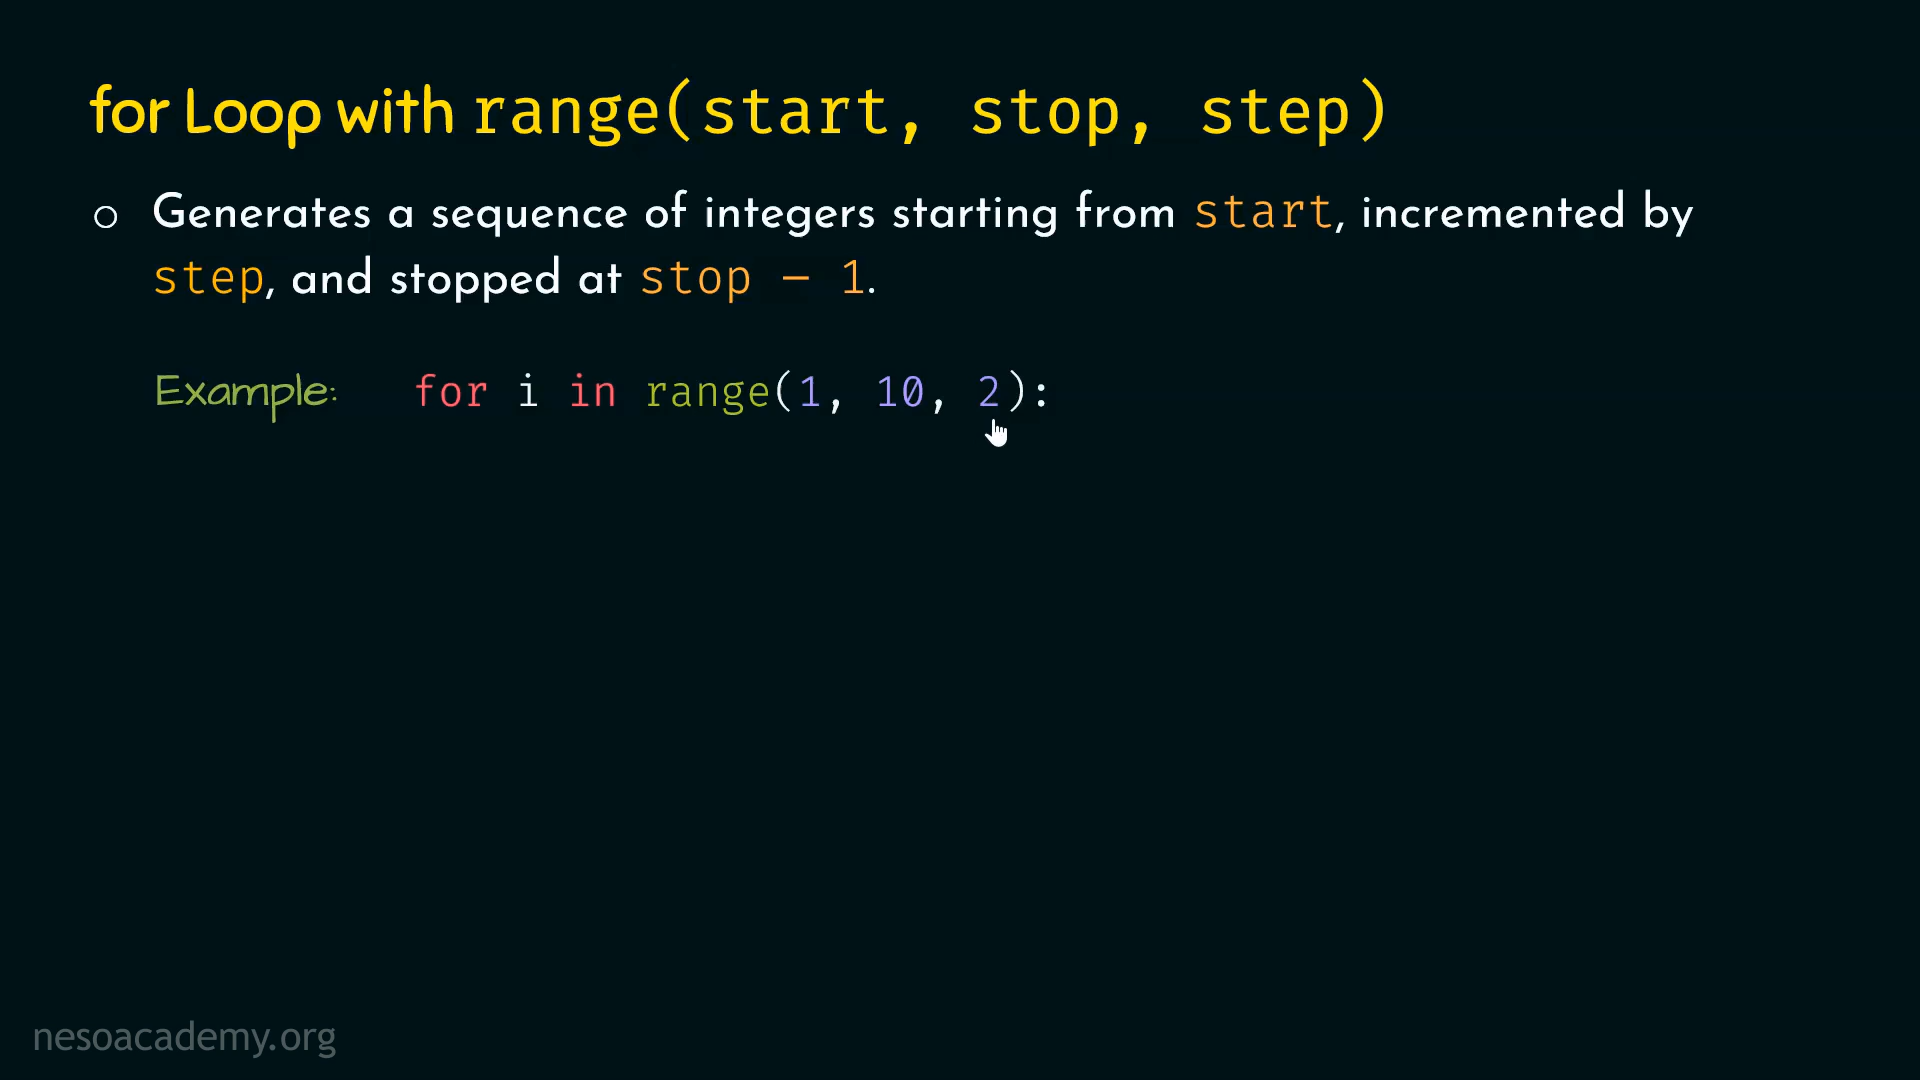 for Loop with range(start, stop, step)
○ Generates a sequence of integers starting from start, incremented by
step, and stopped at stop – 1.
Example: for i in range(1, 10, 2):
nesoacademy.org